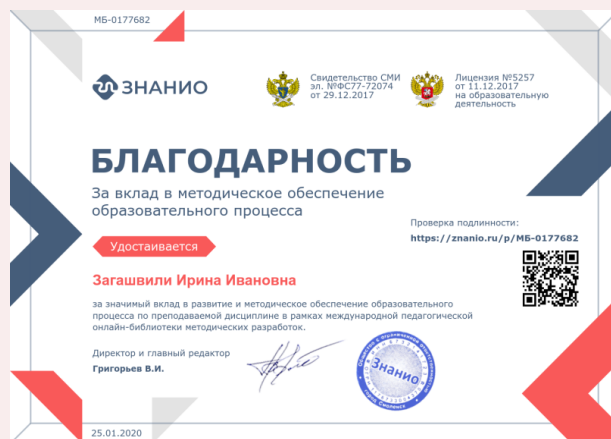 МБ-0177682
ЗНАНИО
Свидетельство СМИ
эл. №ФС77-72074
от 29.12.2017
Лицензия №5257
от 11.12.2017
на образовательную
деятельность
БЛАГОДАРНОСТЬ
За вклад в методическое обеспечение
образовательного процесса
Проверка подлинности:
https://znanio.ru/p/МБ-0177682
Удостаивается
Загашвили Ирина Ивановна
за значимый вклад в развитие и методическое обеспечение образовательного
процесса по преподаваемой дисциплине в рамках международной педагогической
онлайн-библиотеки методических разработок.
Директор и главный редактор
Григорьев В.И.
Знанио
25.01.2020